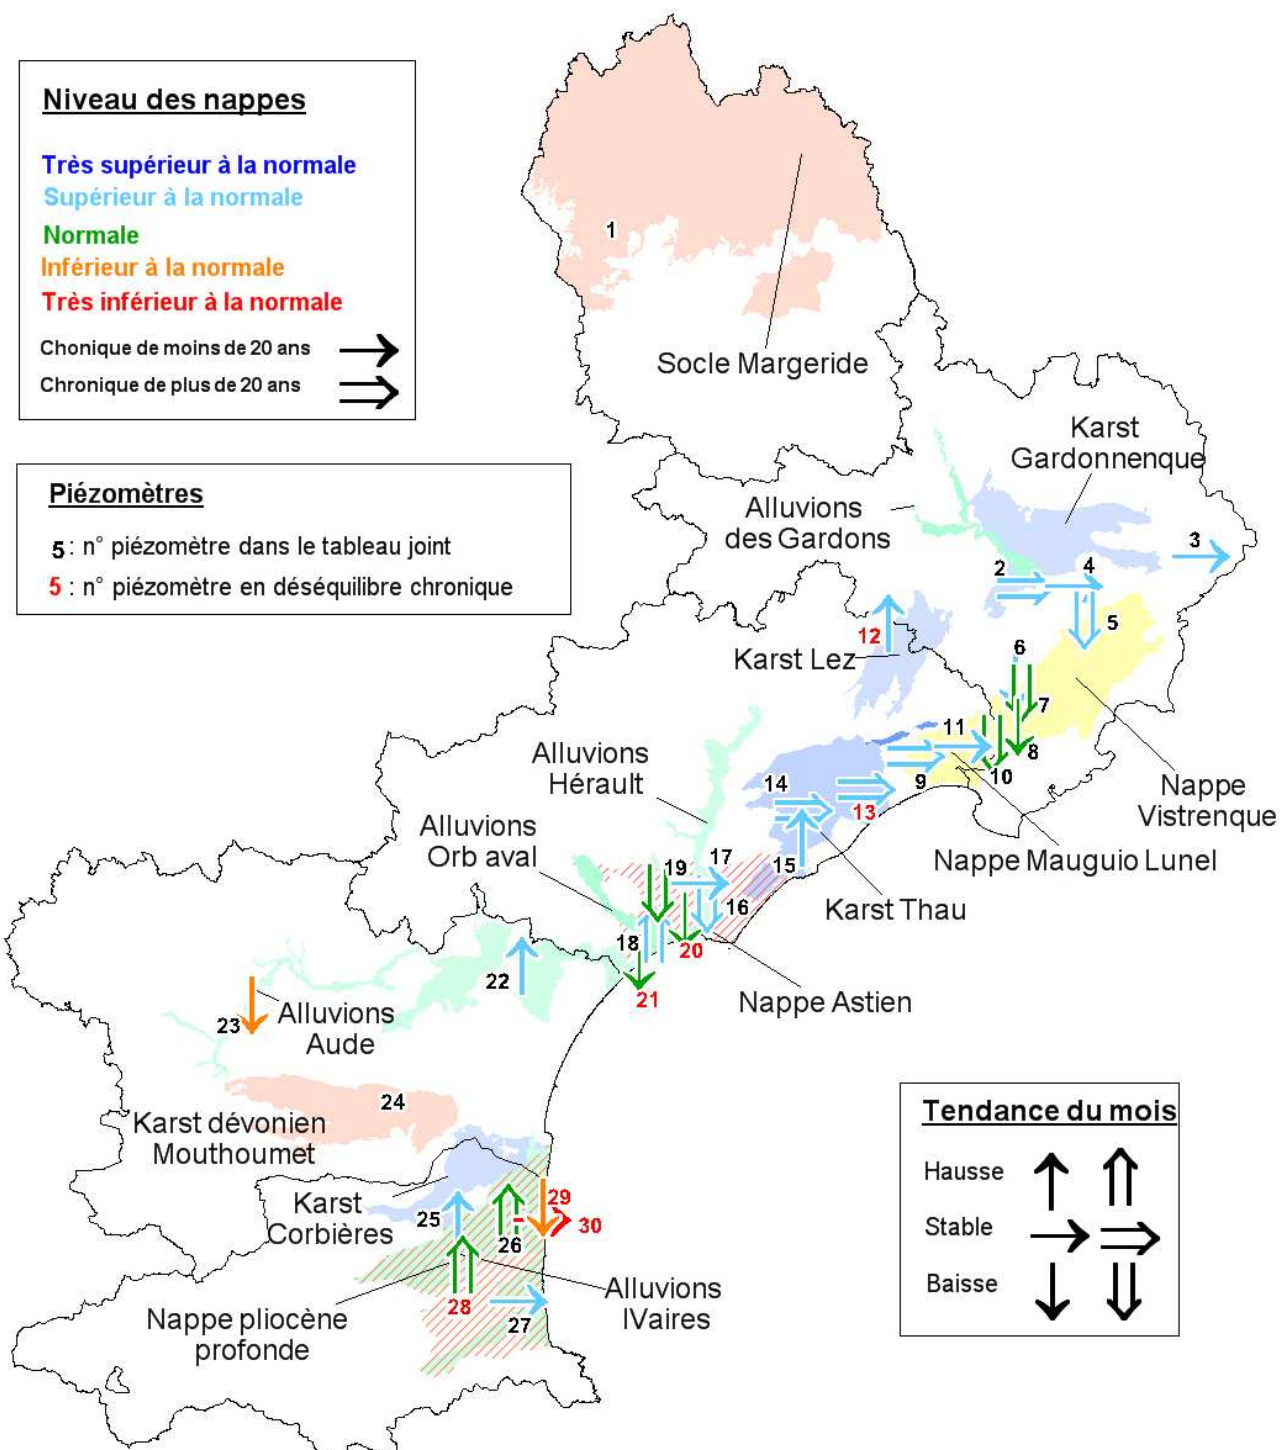 Niveau des nappes
Très supérieur à la normale
Supérieur à la normale
Normale
Inférieur à la normale
Très inférieur à la normale
Chonique de moins de 20 ans
Chronique de plus de 20 ans
Piézomètres
5 : n° piézomètre dans le tableau joint
5 : n° piézomètre en déséquilibre chronique
1
Socle Margeride
Karst
Gardonnenque
Alluvions
des Gardons
3
2
4
5
12
Karst Lez
6
7
8
11
10
9
Nappe
Vistrenque
Alluvions
Hérault
14
13
Nappe Mauguio Lunel
Alluvions
Orb aval
19
17
15
16
Karst Thau
18
20
21
22
Nappe Astien
23
Alluvions
Aude
24
Karst dévonien
Mouthoumet
Karst
Corbières
25
26
29
30
28
27
Alluvions
IVaires
Nappe pliocène
profonde
Tendance du mois
Hausse
Stable
Baisse